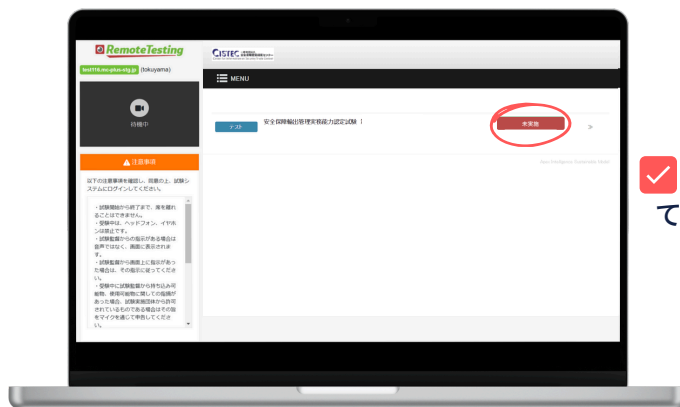 RemoteTesting
test116.mc-plus-stg.jp (tokuyama)
待機中
注意事項
以下の注意事項を確認し、同意の上、試験シ
ステムにログインしてください。
・試験開始から終了まで、席を離れ
ることはできません。
・受験中は、ヘッドフォン、イヤホ
ンは禁止です。
・試験監督からの指示がある場合は
音声ではなく、画面に表示されま
す。
・試験監督から画面上に指示があっ
た場合は、その指示に従ってくださ
い。
・受験中に試験監督から持ち込み可
能物、使用可能物に関しての指摘が
あった場合、試験実施団体から許可
されているものである場合はその旨
をマイクを通じて申告してくださ
い。
CISTEC
MENU
テスト 安全保障輸出管理実務能力認定試験 未実施 »
て